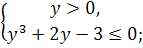 y > 0,
y³ + 2y − 3 ≤ 0;